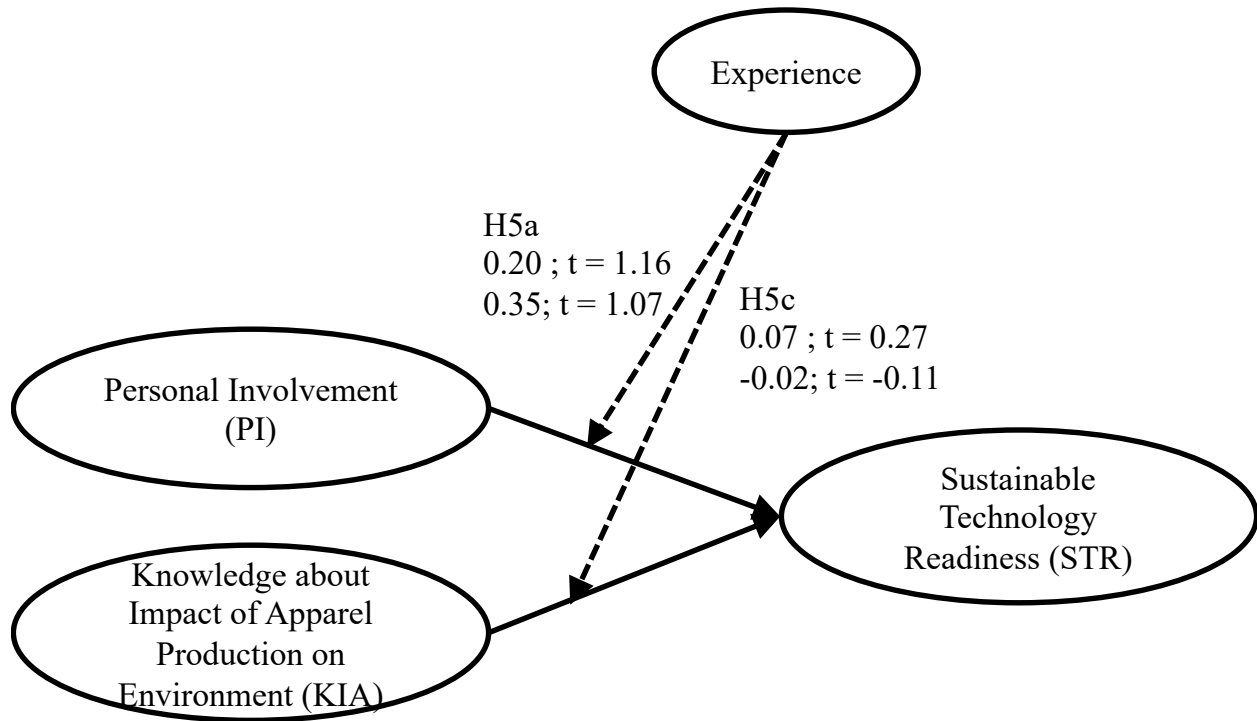 Experience
H5a
0.20 ; t = 1.16
0.35; t = 1.07
H5c
0.07 ; t = 0.27
-0.02; t = -0.11
Personal Involvement
(PI)
Sustainable
Technology
Readiness (STR)
Knowledge about
Impact of Apparel
Production on
Environment (KIA)